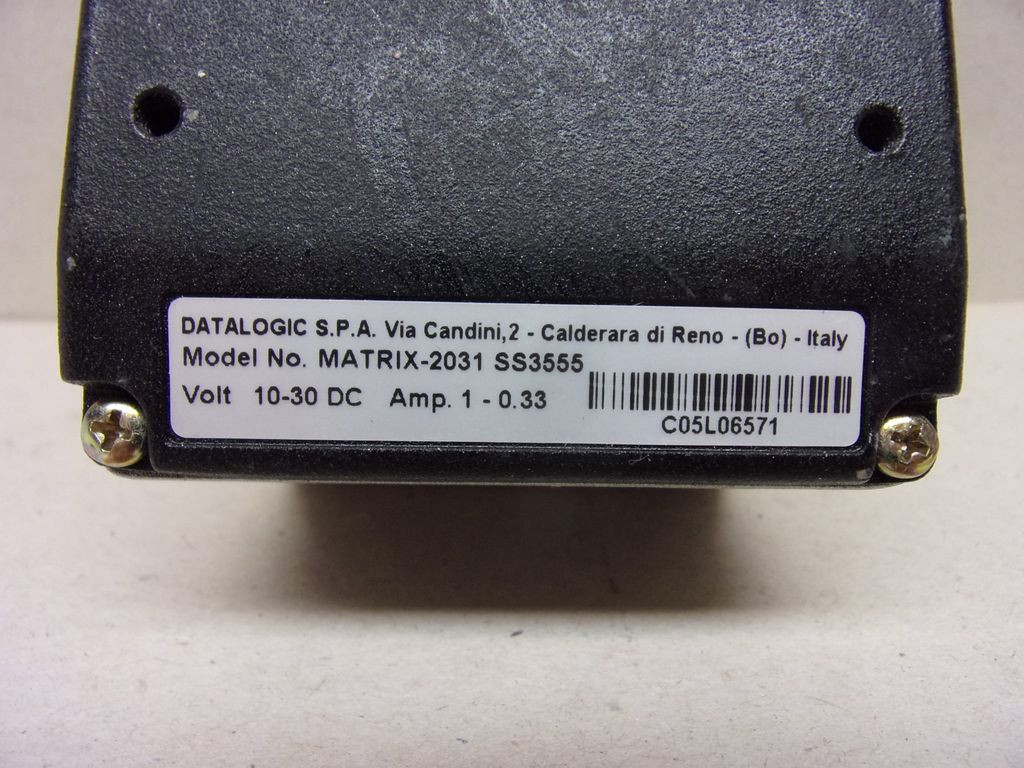 DATALOGIC S.P.A. Via Candini,2 - Calderara di Reno - (Bo) - Italy
Model No. MATRIX-2031 SS3555
Volt 10-30 DC Amp. 1 - 0.33
C05L06571